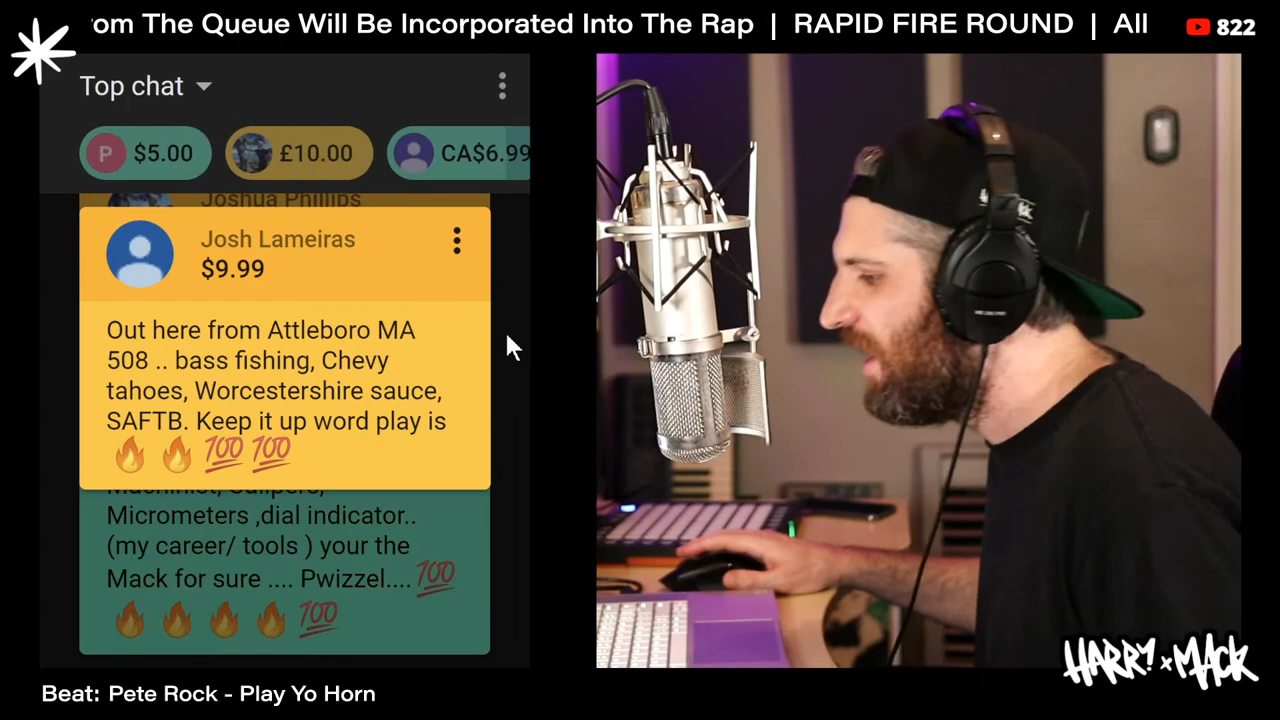 om The Queue Will Be Incorporated Into The Rap | RAPID FIRE ROUND | All
822
Top chat
P $5.00 £10.00 CA$6.99
Joshua Phillips
Josh Lameiras
$9.99
Out here from Attleboro MA
508 .. bass fishing, Chevy
tahoes, Worcestershire sauce,
SAFTB. Keep it up word play is
🔥 🔥 💯 💯
Machinist, Calipers,
Micrometers ,dial indicator..
(my career/ tools ) your the
Mack for sure .... Pwizzel.... 💯
🔥 🔥 🔥 🔥 💯
HARRY x MACK
Beat: Pete Rock - Play Yo Horn